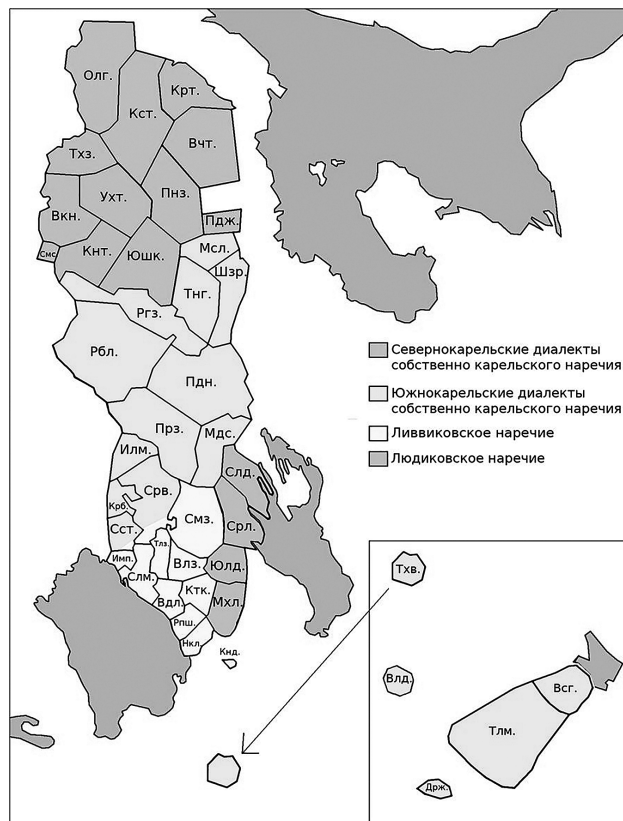 Олг.
Крт.
Кст.
Вчт.
Тхз.
Пнз.
Ухт.
Вкн.
Пдж.
Смс
Кнт.
Юшк.
Мсл.
Шзр.
Тнг.
Ргз.
Рбл.
Пдн.
Прз.
Мдс.
Илм.
Слд.
Срв.
Крб.
Смз.
Срл.
Сст.
Тлз.
Имп.
Влз.
Юлд.
Слм.
Ктк.
Вдл.
Мхл.
Рпш.
Нкл.
Кнд.
Севернокарельские диалекты
собственно карельского наречия
Южнокарельские диалекты
собственно карельского наречия
Ливвиковское наречие
Людиковское наречие
Тхв.
Влд.
Всг.
Тлм.
Држ.